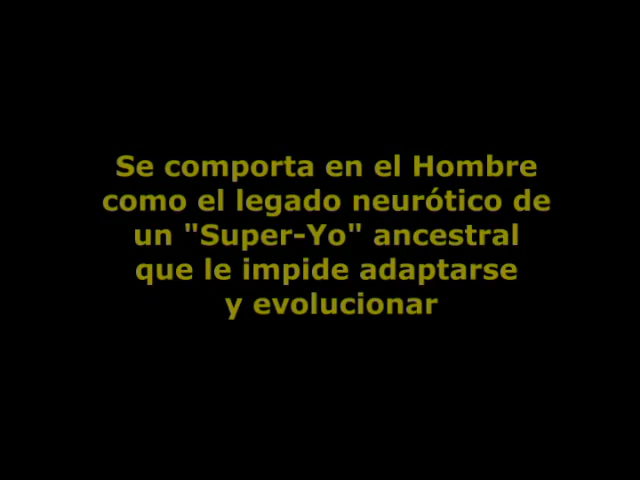 Se comporta en el Hombre
como el legado neurótico de
un "Super-Yo" ancestral
que le impide adaptarse
y evolucionar